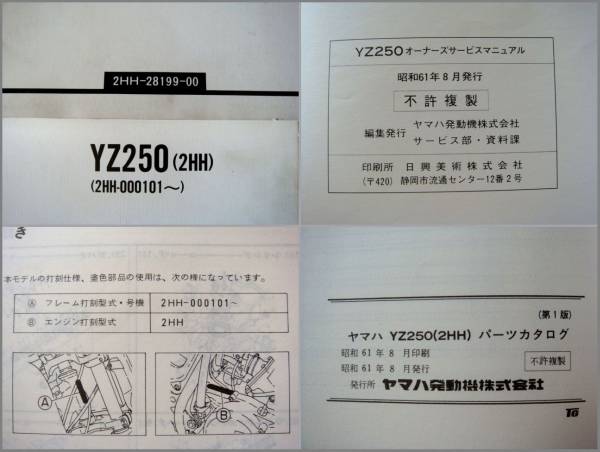 2HH-28199-00
YZ250(2HH)
(2HH-000101〜)
YZ250オーナーズサービスマニュアル
昭和61年8月発行
不許複製
編集発行
ヤマハ発動機株式会社
サービス部・資料課
印刷所 日興美術株式会社
(〒420) 静岡市流通センター12番2号
き
本モデルの打刻仕様、塗色部品の使用は、次の様になっています。
Ⓐ フレーム打刻型式・号機 2HH-000101〜
Ⓑ エンジン打刻型式 2HH
Ⓐ
Ⓑ
(第1版)
ヤマハ YZ250(2HH) パーツカタログ
昭和 61年 8月印刷
昭和 61年 8月発行
不許複製
発行所 ヤマハ発動機株式会社